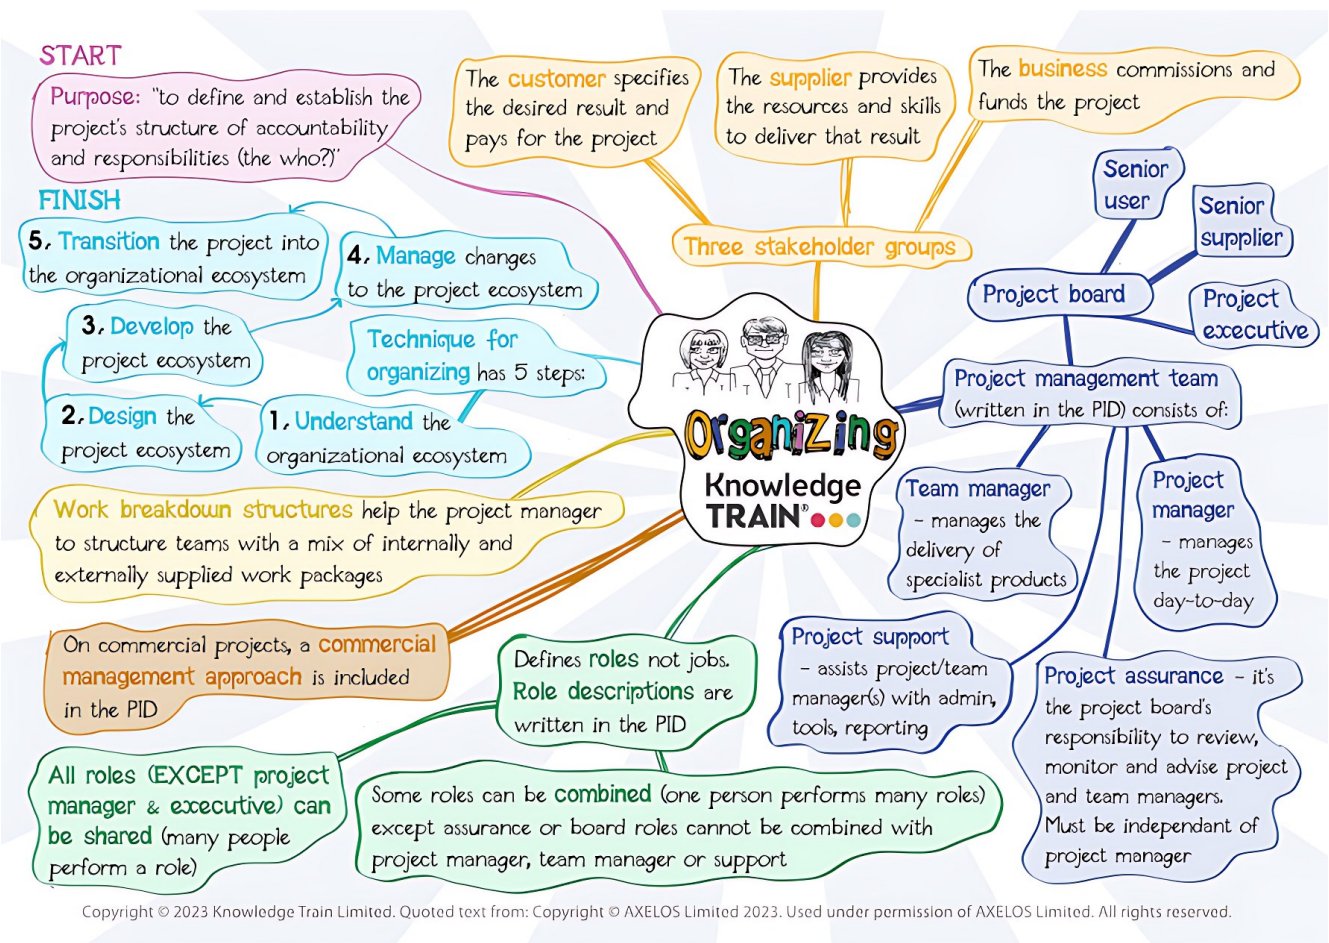 START
Purpose: "to define and establish the
project's structure of accountability
and responsibilities (the who?)"
The customer specifies
the desired result and
pays for the project
The supplier provides
the resources and skills
to deliver that result
The business commissions and
funds the project
Three stakeholder groups
FINISH
5. Transition the project into
the organizational ecosystem
4. Manage changes
to the project ecosystem
3. Develop the
project ecosystem
Technique for
organizing has 5 steps:
2. Design the
project ecosystem
1. Understand the
organizational ecosystem
Senior
user
Senior
supplier
Project board
Project
executive
Project management team
(written in the PID) consists of:
Organizing
Knowledge
TRAIN®
Team manager
- manages the
delivery of
specialist products
Project
manager
- manages
the project
day-to-day
Work breakdown structures help the project manager
to structure teams with a mix of internally and
externally supplied work packages
On commercial projects, a commercial
management approach is included
in the PID
Defines roles not jobs.
Role descriptions are
written in the PID
Project support
- assists project/team
manager(s) with admin,
tools, reporting
Project assurance - it's
the project board's
responsibility to review,
monitor and advise project
and team managers.
Must be independant of
project manager
All roles (EXCEPT project
manager & executive) can
be shared (many people
perform a role)
Some roles can be combined (one person performs many roles)
except assurance or board roles cannot be combined with
project manager, team manager or support
Copyright © 2023 Knowledge Train Limited. Quoted text from: Copyright © AXELOS Limited 2023. Used under permission of AXELOS Limited. All rights reserved.